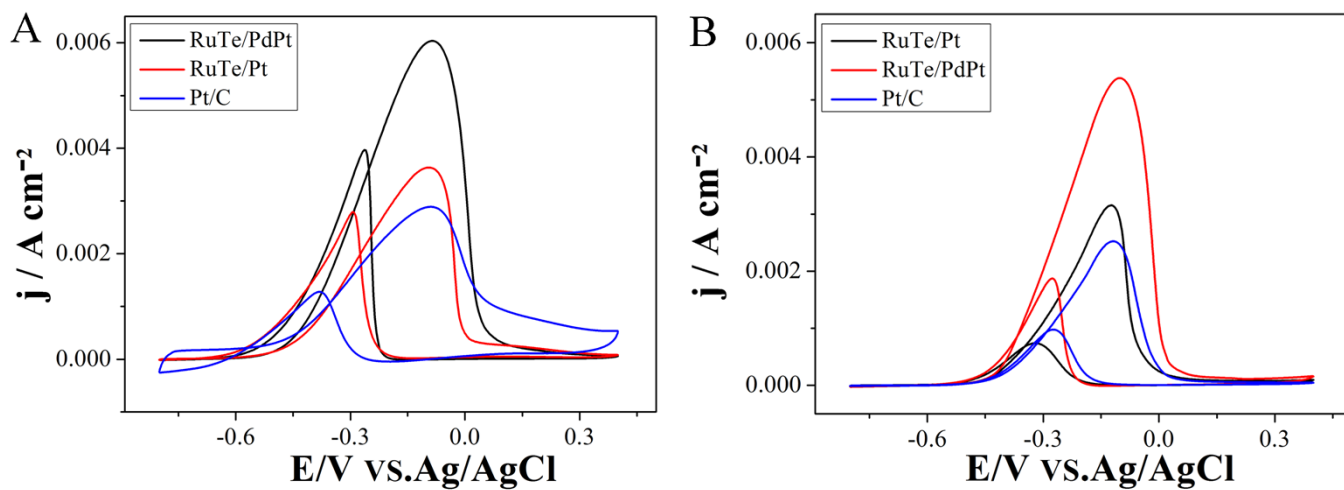 A
RuTe/PdPt
RuTe/Pt
Pt/C
0.006
0.004
0.002
0.000
-0.6
-0.3
0.0
0.3
j / A cm⁻²
E/V VS.Ag/AgCl
B
RuTe/Pt
RuTe/PdPt
Pt/C
0.006
0.004
0.002
0.000
-0.6
-0.3
0.0
0.3
j / A cm⁻²
E/V VS.Ag/AgCl